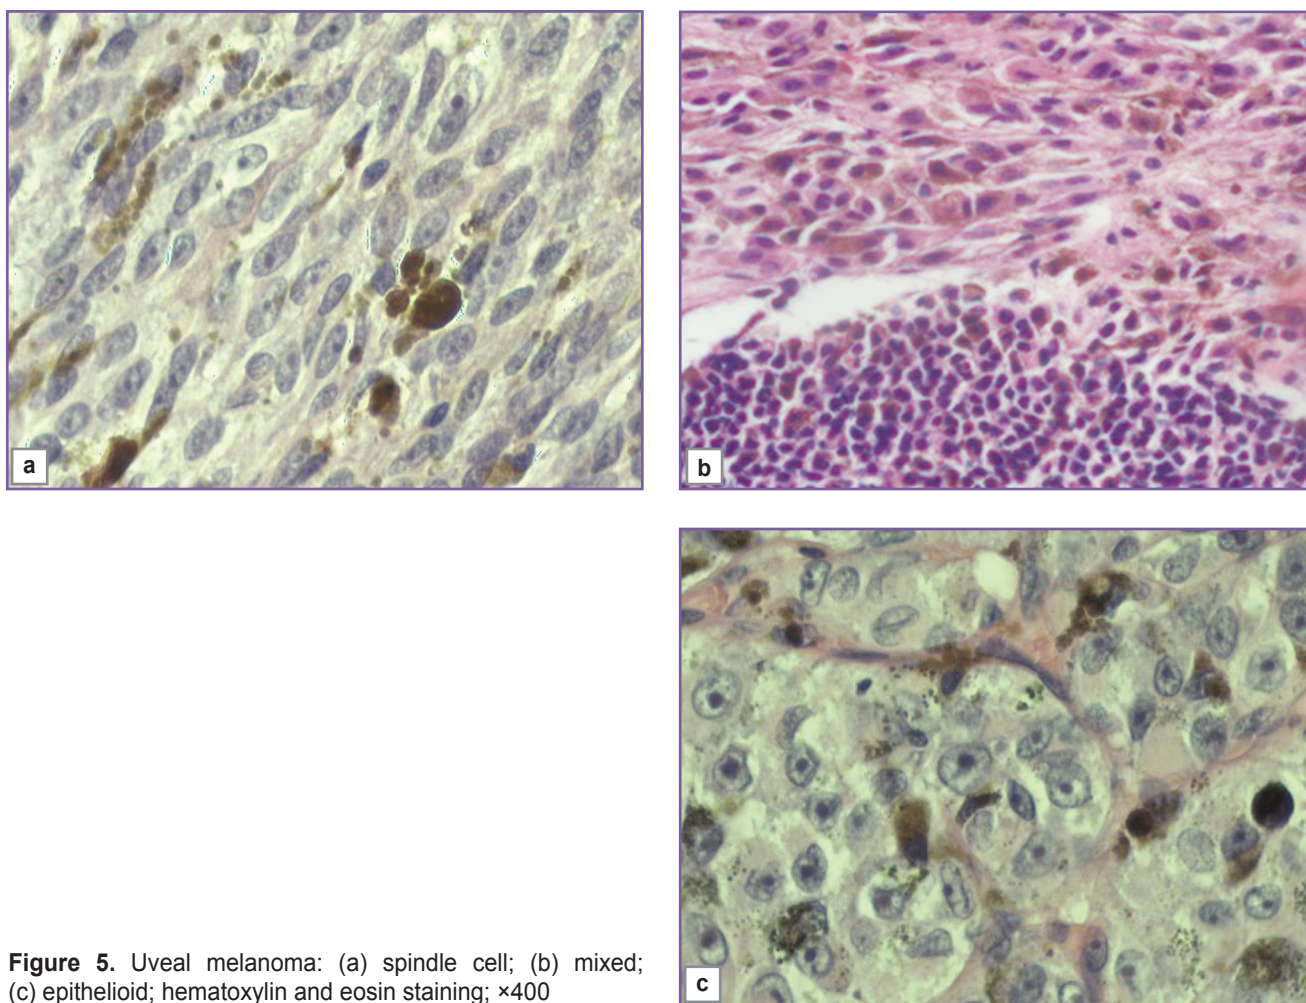 a
b
c
Figure 5. Uveal melanoma: (a) spindle cell; (b) mixed;
(c) epithelioid; hematoxylin and eosin staining; ×400